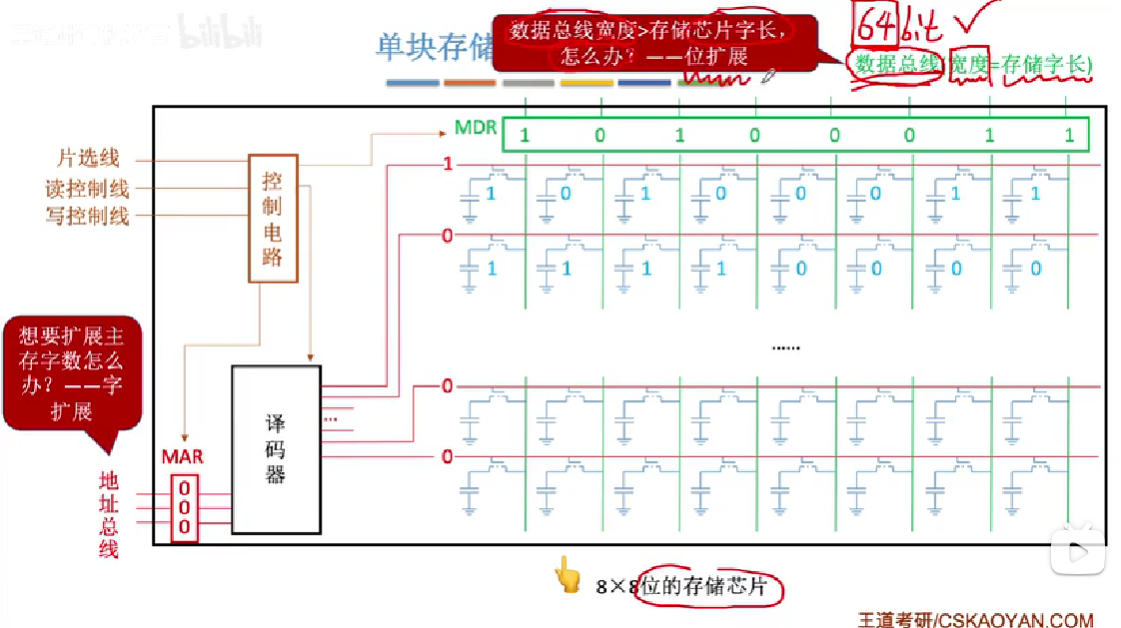 bilibili
单块存储
数据总线宽度>存储芯片字长，
怎么办？——位扩展
64bit
数据总线(宽度=存储字长)
MDR 1 0 1 0 0 0 1 1
片选线
读控制线
写控制线
控制电路
1
1 0 1 0 0 0 1 1
0
1 1 1 1 0 0 0 0
......
想要扩展主
存字数怎么
办？——字
扩展
译码器
...
0
0
MAR
0
0
0
地址总线
8×8位的存储芯片
王道考研/CSKAOYAN.COM